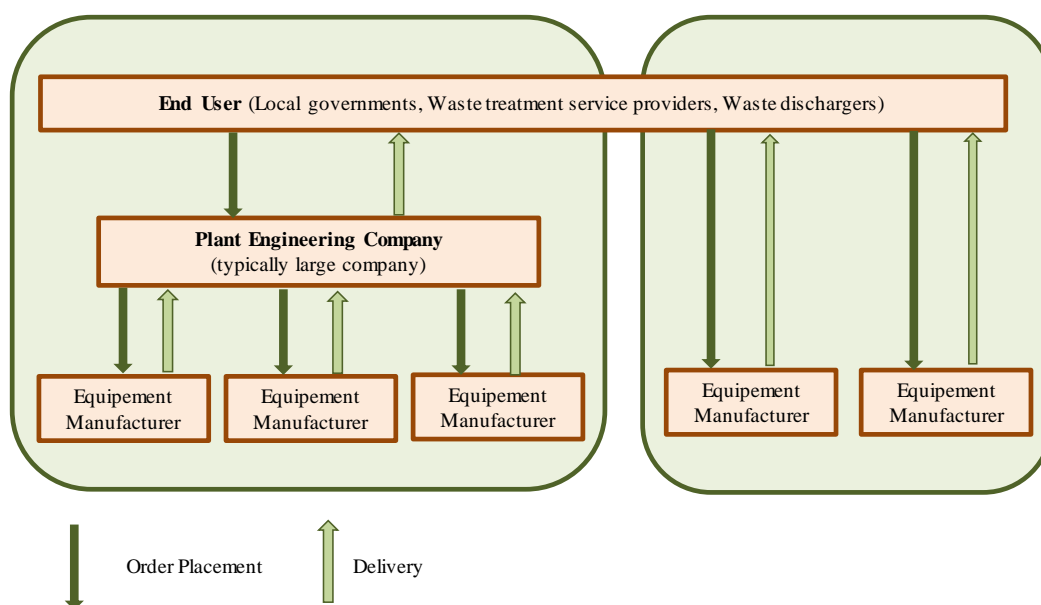 End User (Local governments, Waste treatment service providers, Waste dischargers)
Plant Engineering Company
(typically large company)
Equipement
Manufacturer
Equipement
Manufacturer
Equipement
Manufacturer
Equipement
Manufacturer
Equipement
Manufacturer
Order Placement
Delivery